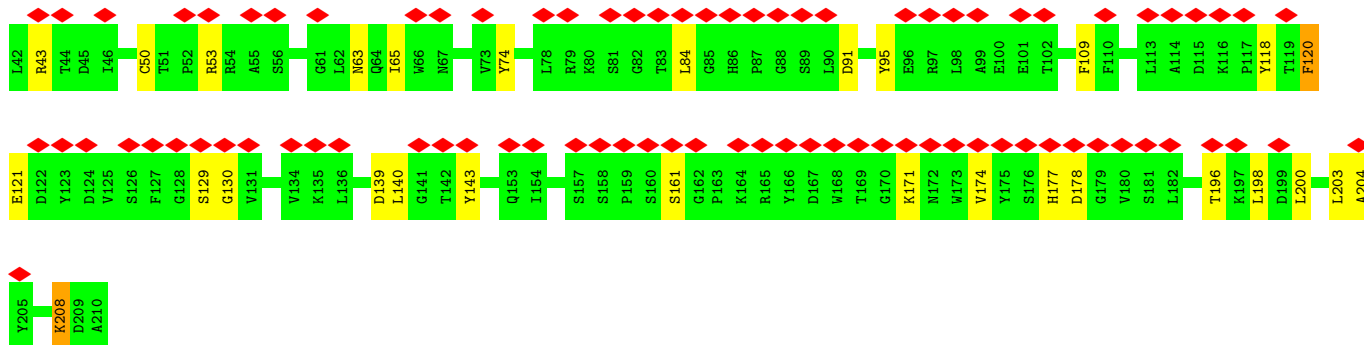 L42 R43 T44 D45 I46 C50 T51 P52 R53 R54 A55 S56 G61 L62 N63 Q64 I65 W66 N67 V73 Y74 L78 R79 K80 S81 G82 T83 L84 G85 H86 P87 G88 S89 L90 D91 Y95 E96 R97 L98 A99 E100 E101 T102 F109 F110 L113 A114 D115 K116 P117 Y118 T119 F120
E121 D122 Y123 D124 V125 S126 F127 G128 S129 G130 V131 V134 K135 L136 D139 L140 G141 T142 Y143 Q153 I154 S157 S158 P159 S160 S161 G162 P163 K164 R165 Y166 D167 W168 T169 G170 K171 N172 W173 V174 Y175 S176 H177 D178 G179 V180 S181 L182 T196 K197 L198 D199 L200 L203 A204
Y205 K208 D209 A210